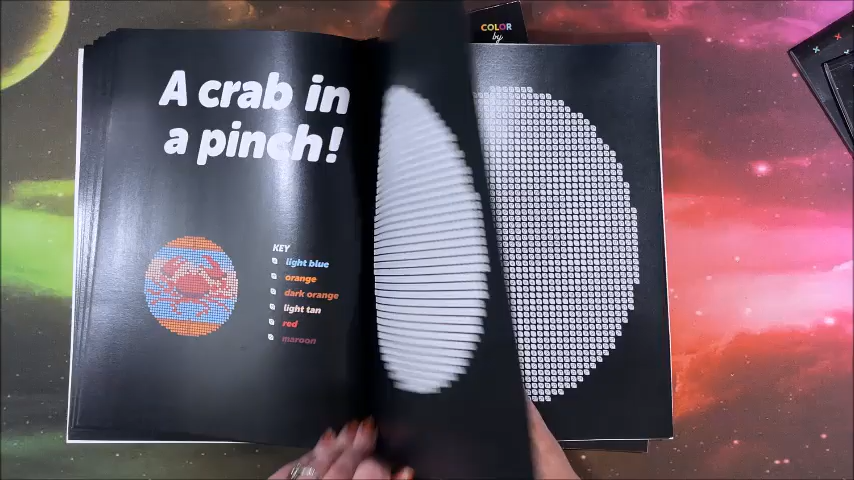 COLOR
by
A crab in
a pinch!
KEY
light blue
orange
dark orange
light tan
red
maroon